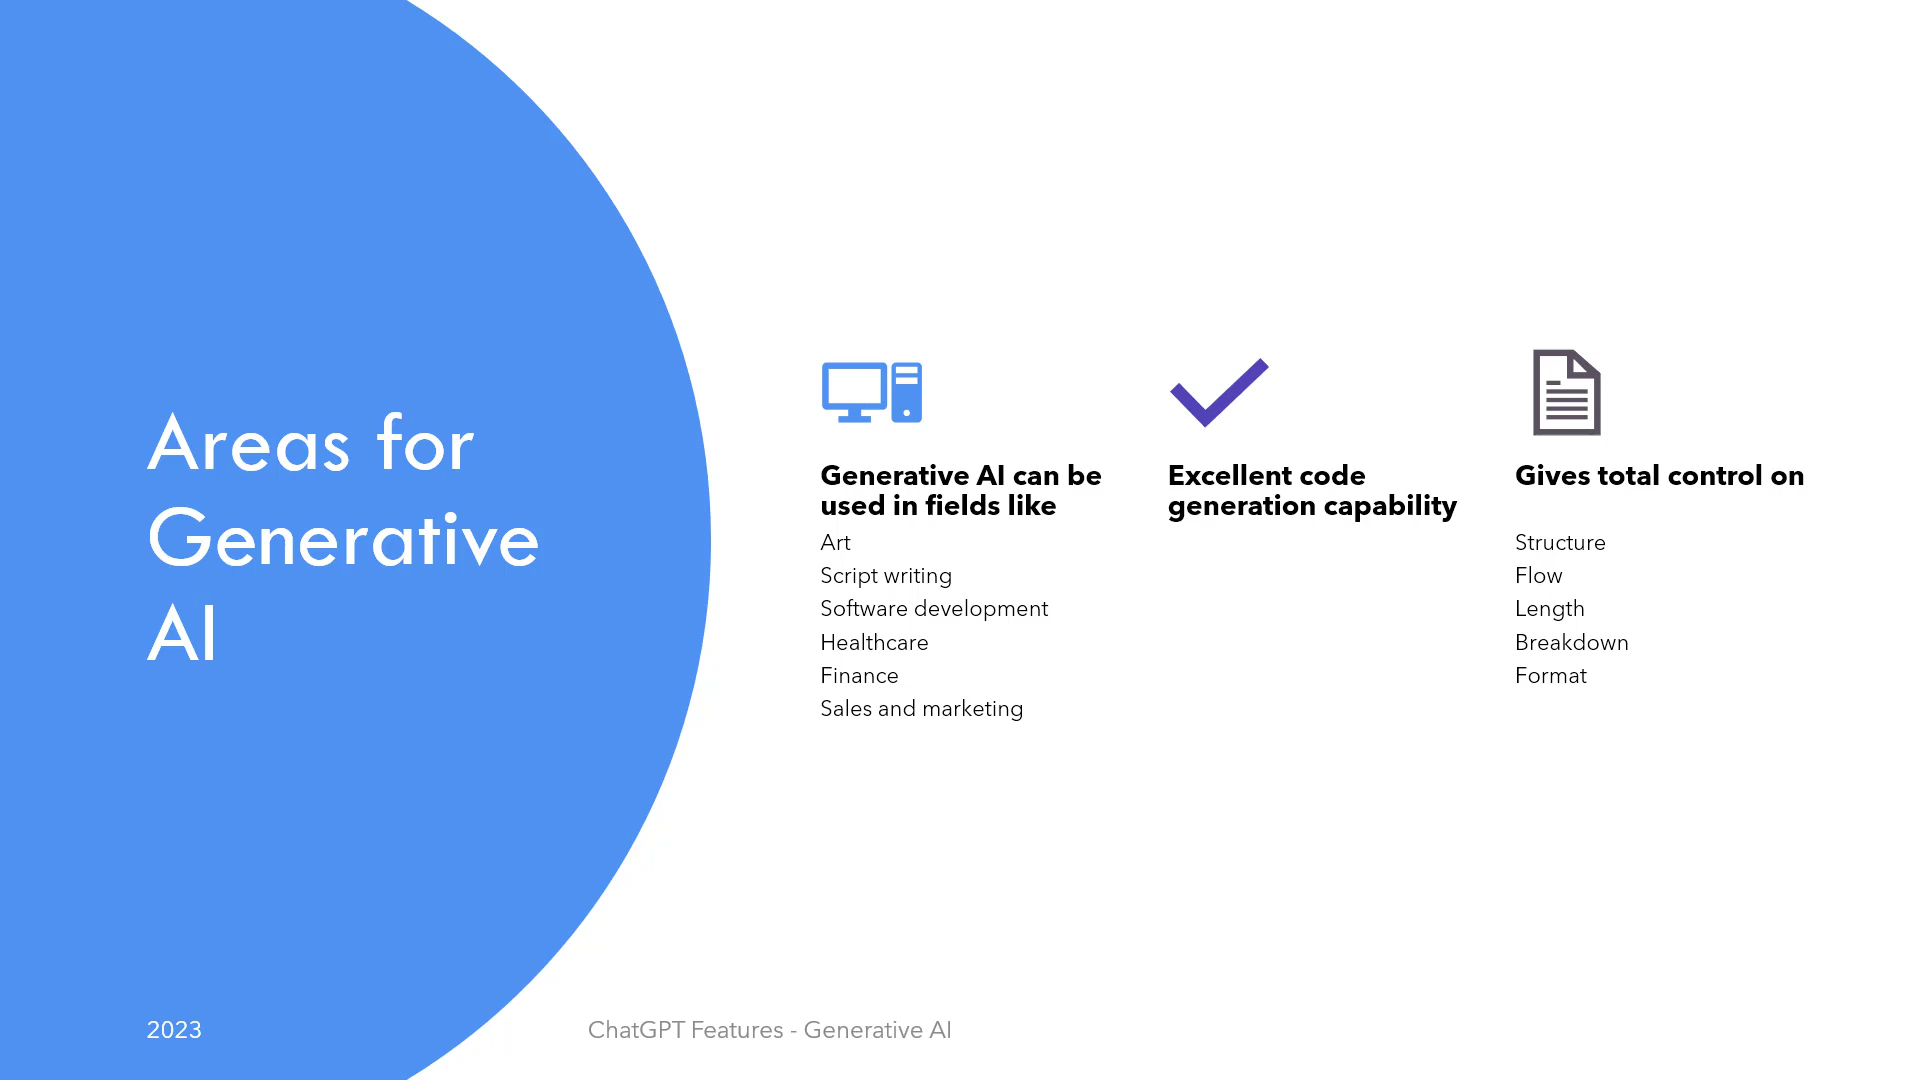 Areas for
Generative
AI
Generative AI can be
used in fields like
Art
Script writing
Software development
Healthcare
Finance
Sales and marketing
Excellent code
generation capability
Gives total control on
Structure
Flow
Length
Breakdown
Format
2023
ChatGPT Features - Generative AI